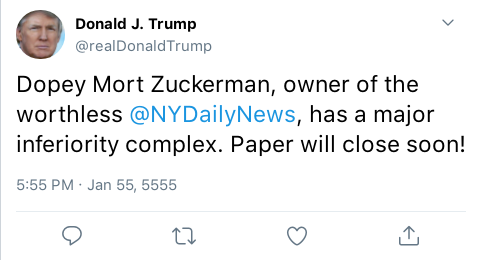 Donald J. Trump
@realDonaldTrump
Dopey Mort Zuckerman, owner of the
worthless @NYDailyNews, has a major
inferiority complex. Paper will close soon!
5:55 PM · Jan 55, 5555